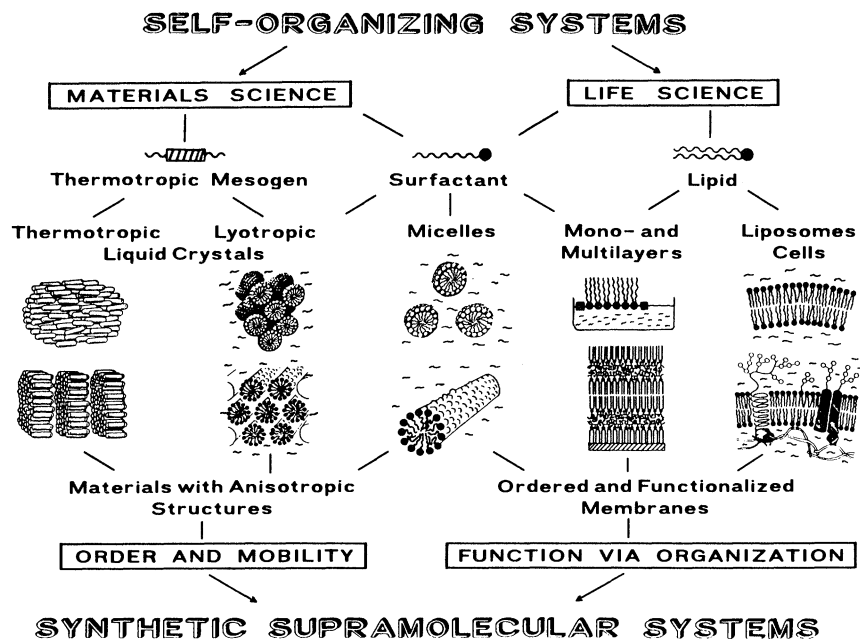 SELF-ORGANIZING SYSTEMS
MATERIALS SCIENCE
LIFE SCIENCE
Thermotropic Mesogen
Surfactant
Lipid
Thermotropic
Lyotropic
Liquid Crystals
Micelles
Mono- and
Multilayers
Liposomes
Cells
Materials with Anisotropic
Structures
Ordered and Functionalized
Membranes
ORDER AND MOBILITY
FUNCTION VIA ORGANIZATION
SYNTHETIC SUPRAMOLECULAR SYSTEMS